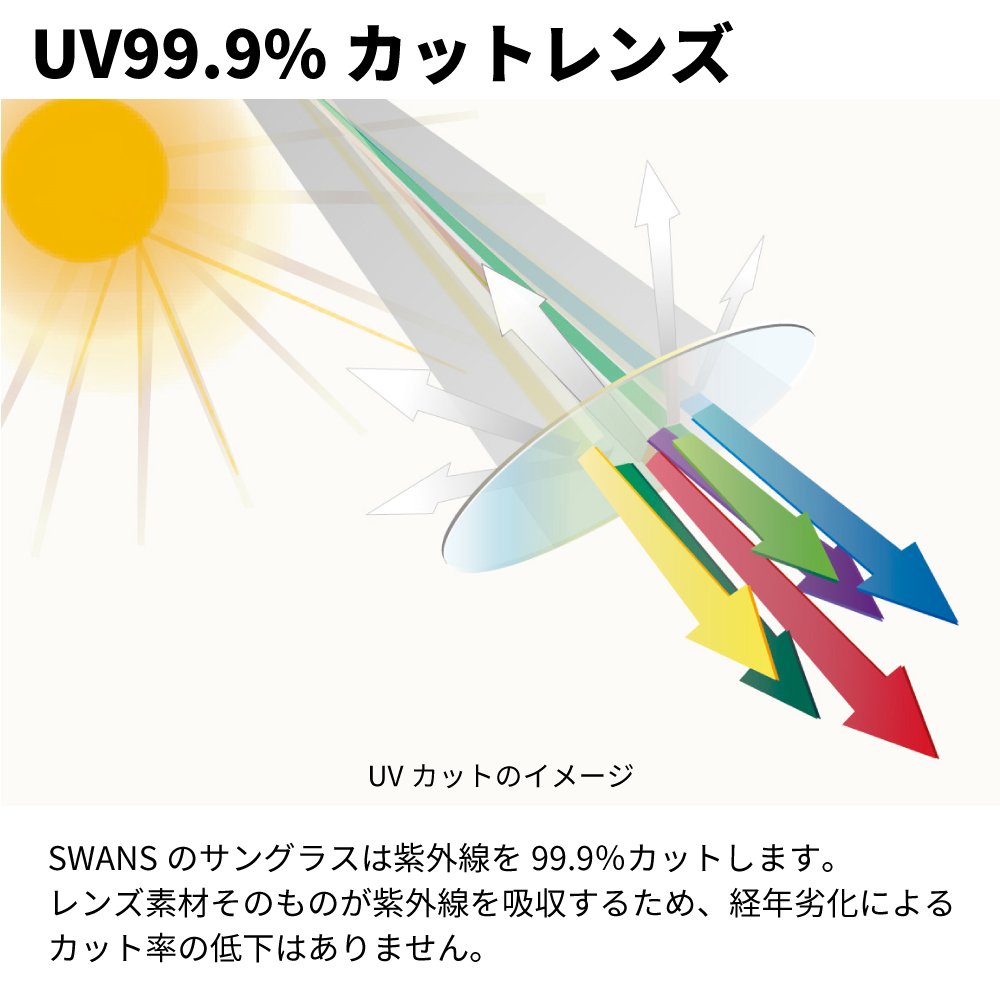 UV99.9% カットレンズ
UV カットのイメージ
SWANS のサングラスは紫外線を 99.9%カットします。
レンズ素材そのものが紫外線を吸収するため、経年劣化による
カット率の低下はありません。